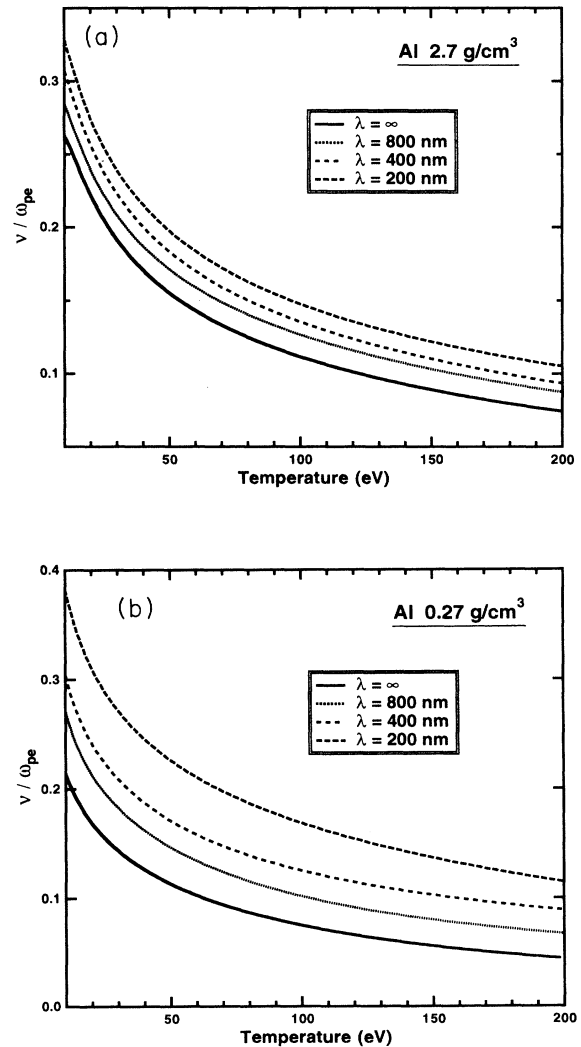 (a)
Al 2.7 g/cm³
λ = ∞
λ = 800 nm
λ = 400 nm
λ = 200 nm
0.3
0.2
0.1
ν / ωpe
50 100 150 200
Temperature (eV)
(b)
Al 0.27 g/cm³
λ = ∞
λ = 800 nm
λ = 400 nm
λ = 200 nm
0.4
0.3
0.2
0.1
0.0
ν / ωpe
50 100 150 200
Temperature (eV)